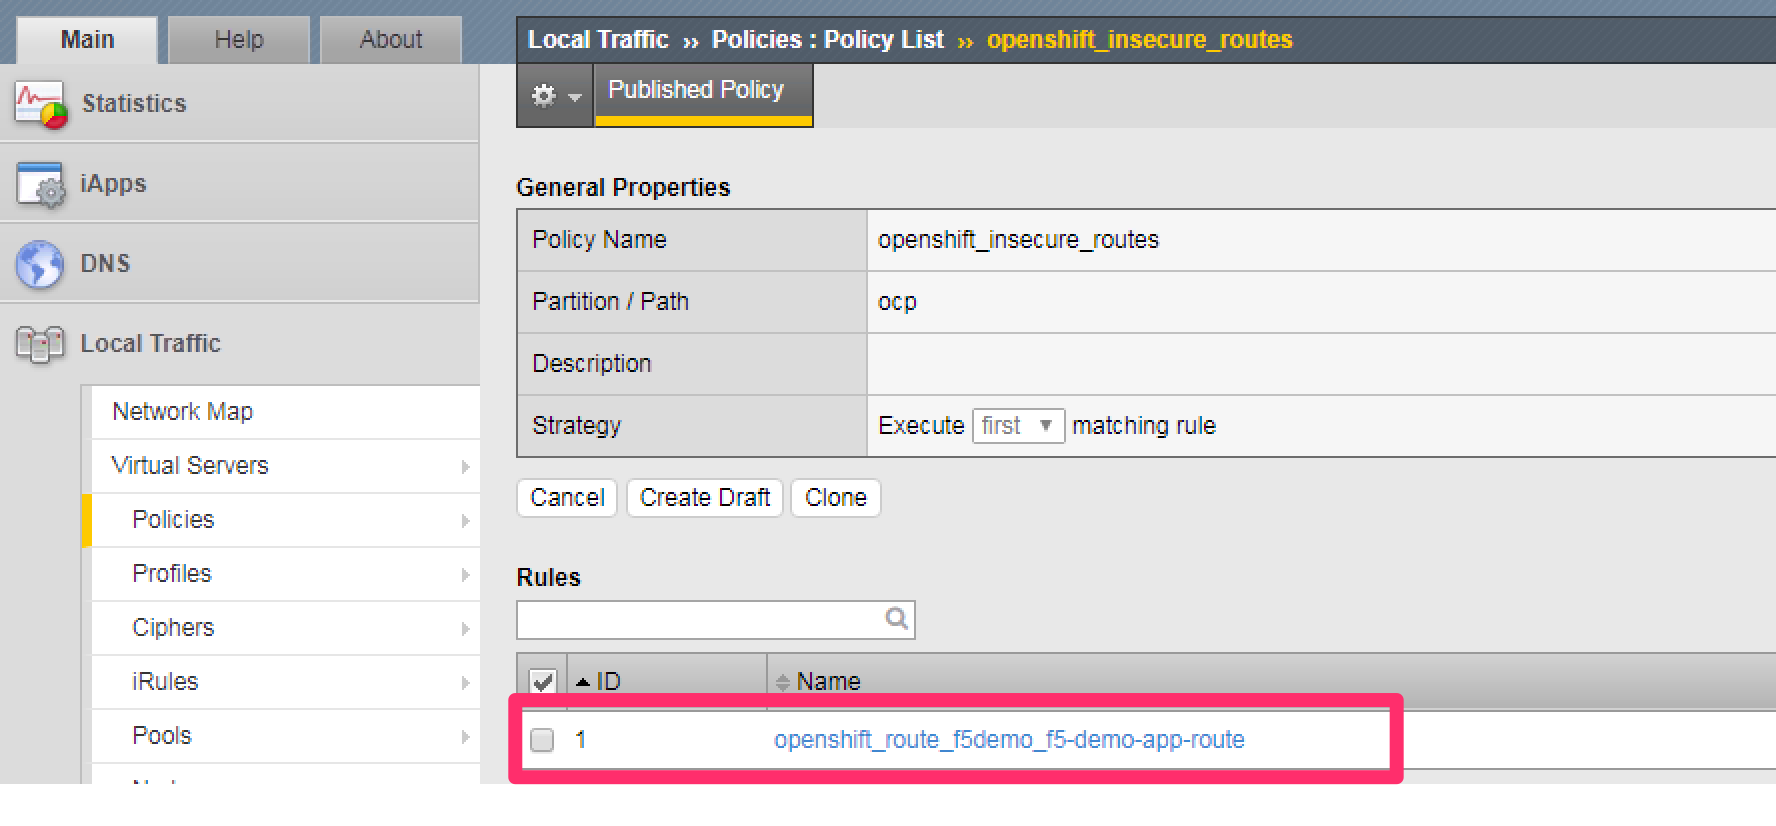 Main Help About
Local Traffic ›› Policies : Policy List ›› openshift_insecure_routes
Published Policy
Statistics
iApps
DNS
Local Traffic
Network Map
Virtual Servers
Policies
Profiles
Ciphers
iRules
Pools
General Properties
Policy Name openshift_insecure_routes
Partition / Path ocp
Description
Strategy Execute first matching rule
Cancel Create Draft Clone
Rules
ID Name
1 openshift_route_f5demo_f5-demo-app-route